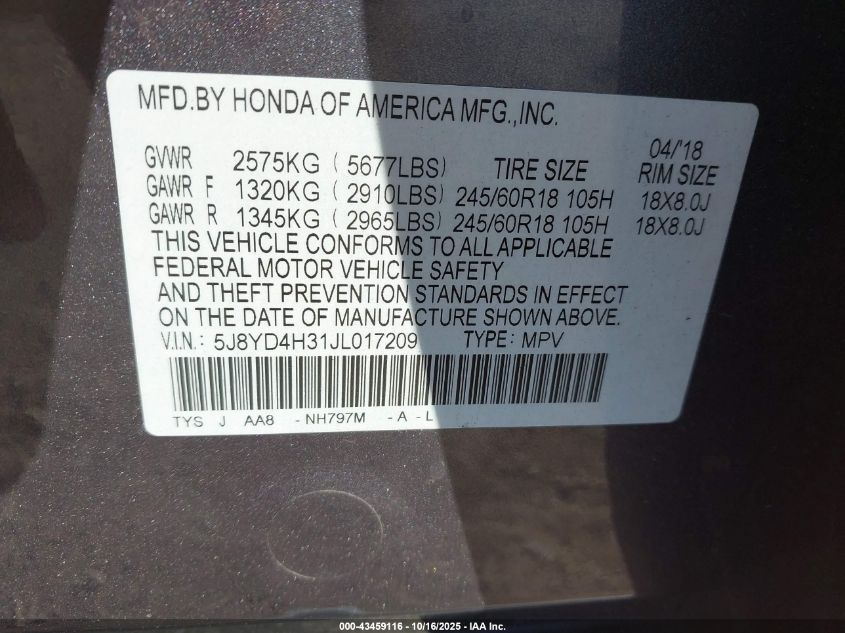 MFD.BY HONDA OF AMERICA MFG.,INC.
04/'18
GVWR 2575KG ( 5677LBS) TIRE SIZE RIM SIZE
GAWR F 1320KG ( 2910LBS) 245/60R18 105H 18X8.0J
GAWR R 1345KG ( 2965LBS) 245/60R18 105H 18X8.0J
THIS VEHICLE CONFORMS TO ALL APPLICABLE
FEDERAL MOTOR VEHICLE SAFETY
AND THEFT PREVENTION STANDARDS IN EFFECT
ON THE DATE OF MANUFACTURE SHOWN ABOVE.
V.I.N.: 5J8YD4H31JL017209 TYPE: MPV
TYS J AA8 - NH797M - A - L
000-43459116 - 10/16/2025 - IAA Inc.